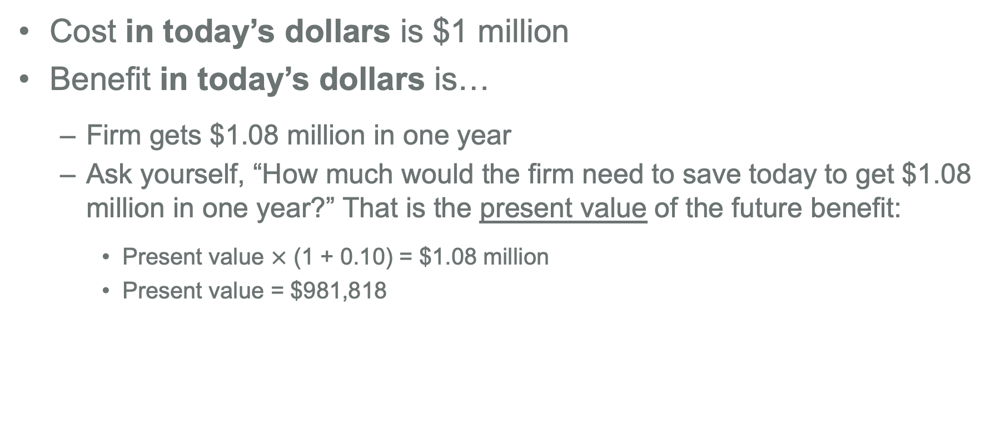 • Cost in today’s dollars is $1 million
• Benefit in today’s dollars is…
– Firm gets $1.08 million in one year
– Ask yourself, “How much would the firm need to save today to get $1.08
million in one year?” That is the present value of the future benefit:
• Present value × (1 + 0.10) = $1.08 million
• Present value = $981,818